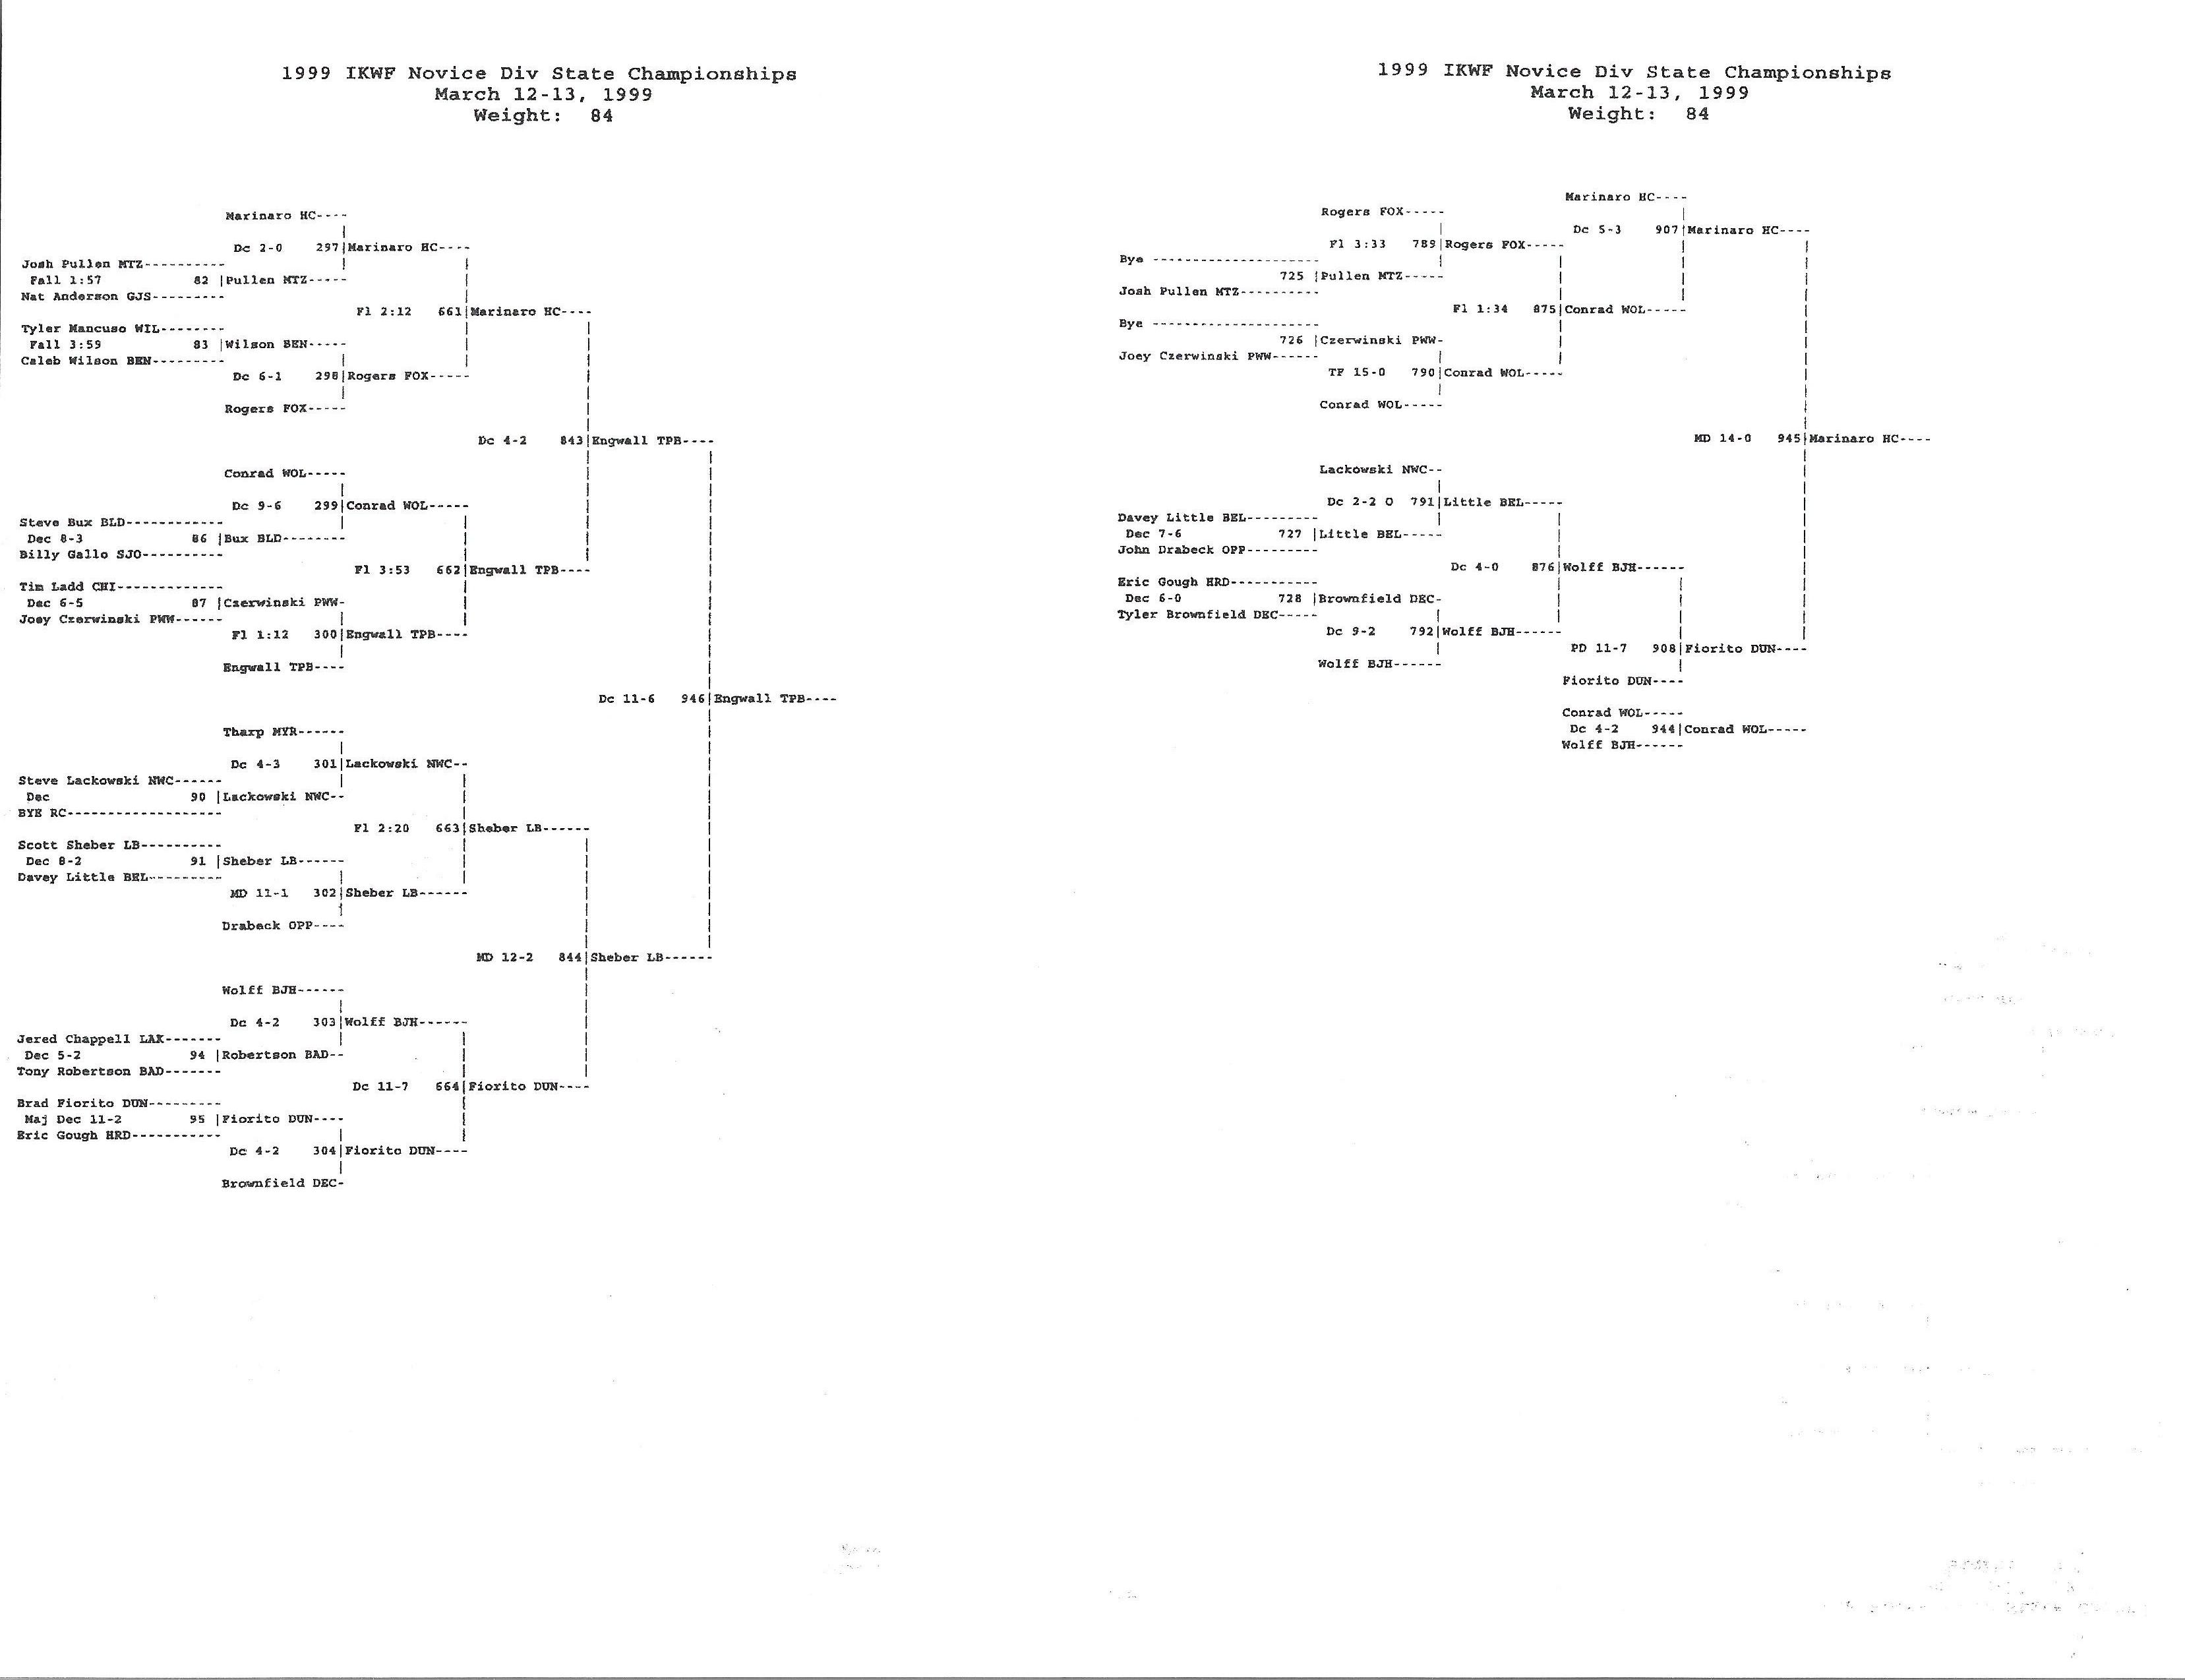 1999 IKWF Novice Div State Championships
March 12-13, 1999
Weight: 84
Marinaro HC----
Dc 2-0 297|Marinaro HC----
Josh Pullen MTZ----------
Fall 1:57 82 |Pullen MTZ-----
Nat Anderson GJS---------
Fl 2:12 661|Marinaro HC----
Tyler Mancuso WIL--------
Fall 3:59 83 |Wilson BEN-----
Caleb Wilson BEN---------
Dc 6-1 298|Rogers FOX-----
Rogers FOX-----
Dc 4-2 843|Engwall TPB----
Conrad WOL-----
Dc 9-6 299|Conrad WOL-----
Steve Bux BLD------------
Dec 8-3 86 |Bux BLD--------
Billy Gallo SJO----------
Fl 3:53 662|Engwall TPB----
Tim Ladd CHI-------------
Dec 6-5 87 |Czerwinski PWW-
Joey Czerwinski PWW------
Fl 1:12 300|Engwall TPB----
Engwall TPB----
Dc 11-6 946|Engwall TPB----
Tharp MYR------
Dc 4-3 301|Lackowski NWC--
Steve Lackowski NWC------
Dec 90 |Lackowski NWC--
BYE RC-------------------
Fl 2:20 663|Sheber LB------
Scott Sheber LB----------
Dec 8-2 91 |Sheber LB------
Davey Little BEL---------
MD 11-1 302|Sheber LB------
Drabeck OPP----
MD 12-2 844|Sheber LB------
Wolff BJH------
Dc 4-2 303|Wolff BJH------
Jered Chappell LAK-------
Dec 5-2 94 |Robertson BAD--
Tony Robertson BAD-------
Dc 11-7 664|Fiorito DUN----
Brad Fiorito DUN---------
Maj Dec 11-2 95 |Fiorito DUN----
Eric Gough HRD-----------
Dc 4-2 304|Fiorito DUN----
Brownfield DEC-
1999 IKWF Novice Div State Championships
March 12-13, 1999
Weight: 84
Marinaro HC----
Rogers FOX-----
Dc 5-3 907|Marinaro HC----
Fl 3:33 789|Rogers FOX-----
Bye --------------------
725 |Pullen MTZ-----
Josh Pullen MTZ----------
Fl 1:34 875|Conrad WOL-----
Bye --------------------
726 |Czerwinski PWW-
Joey Czerwinski PWW------
TF 15-0 790|Conrad WOL-----
Conrad WOL-----
MD 14-0 945|Marinaro HC----
Lackowski NWC--
Dc 2-2 O 791|Little BEL-----
Davey Little BEL---------
Dec 7-6 727 |Little BEL-----
John Drabeck OPP---------
Dc 4-0 876|Wolff BJH------
Eric Gough HRD-----------
Dec 6-0 728 |Brownfield DEC-
Tyler Brownfield DEC-----
Dc 9-2 792|Wolff BJH------
PD 11-7 908|Fiorito DUN----
Wolff BJH------
Fiorito DUN----
Conrad WOL-----
Dc 4-2 944|Conrad WOL-----
Wolff BJH------